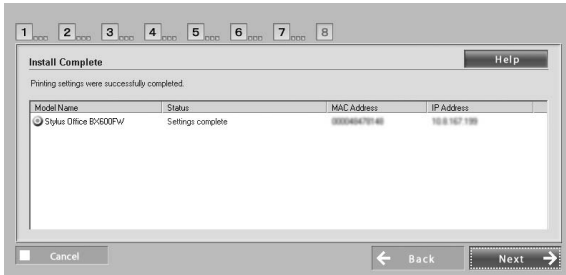 1 2 3 4 5 6 7 8
Install Complete Help
Printing settings were successfully completed.
Model Name Status MAC Address IP Address
Stylus Office BX600FW Settings complete
Cancel Back Next